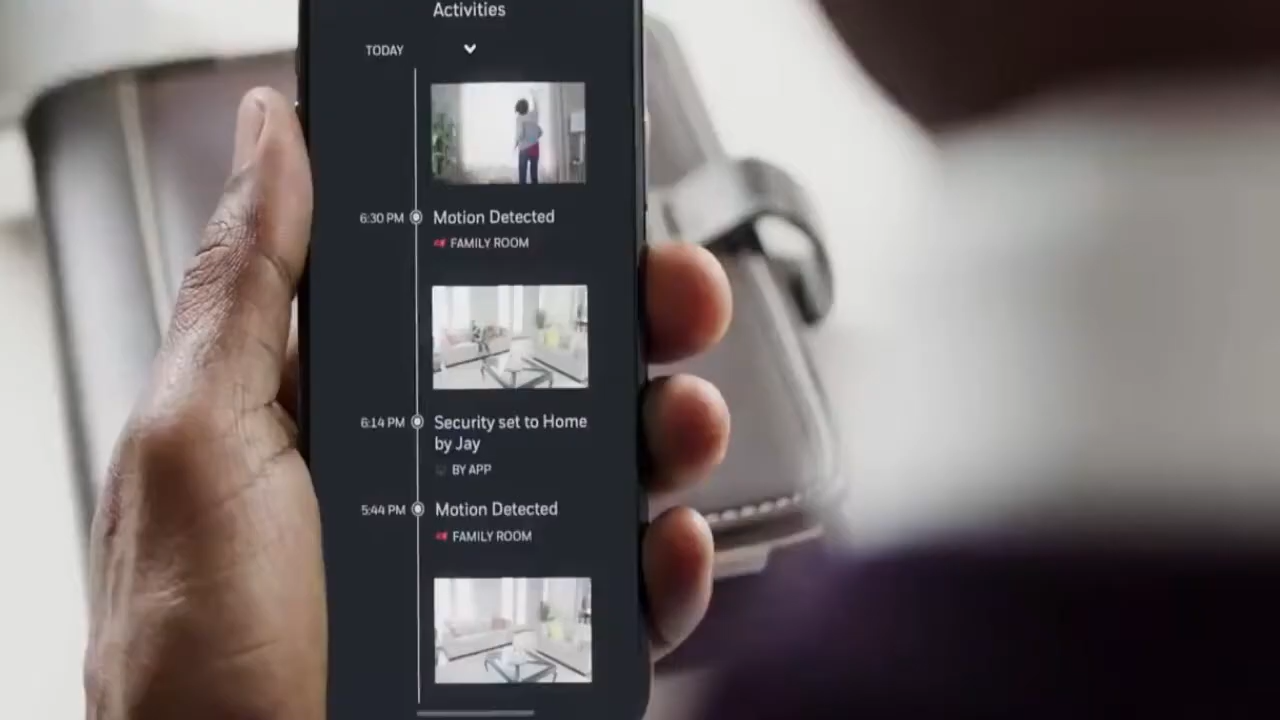 Activities
TODAY
6:30 PM Motion Detected
FAMILY ROOM
6:14 PM Security set to Home
by Jay
BY APP
5:44 PM Motion Detected
FAMILY ROOM